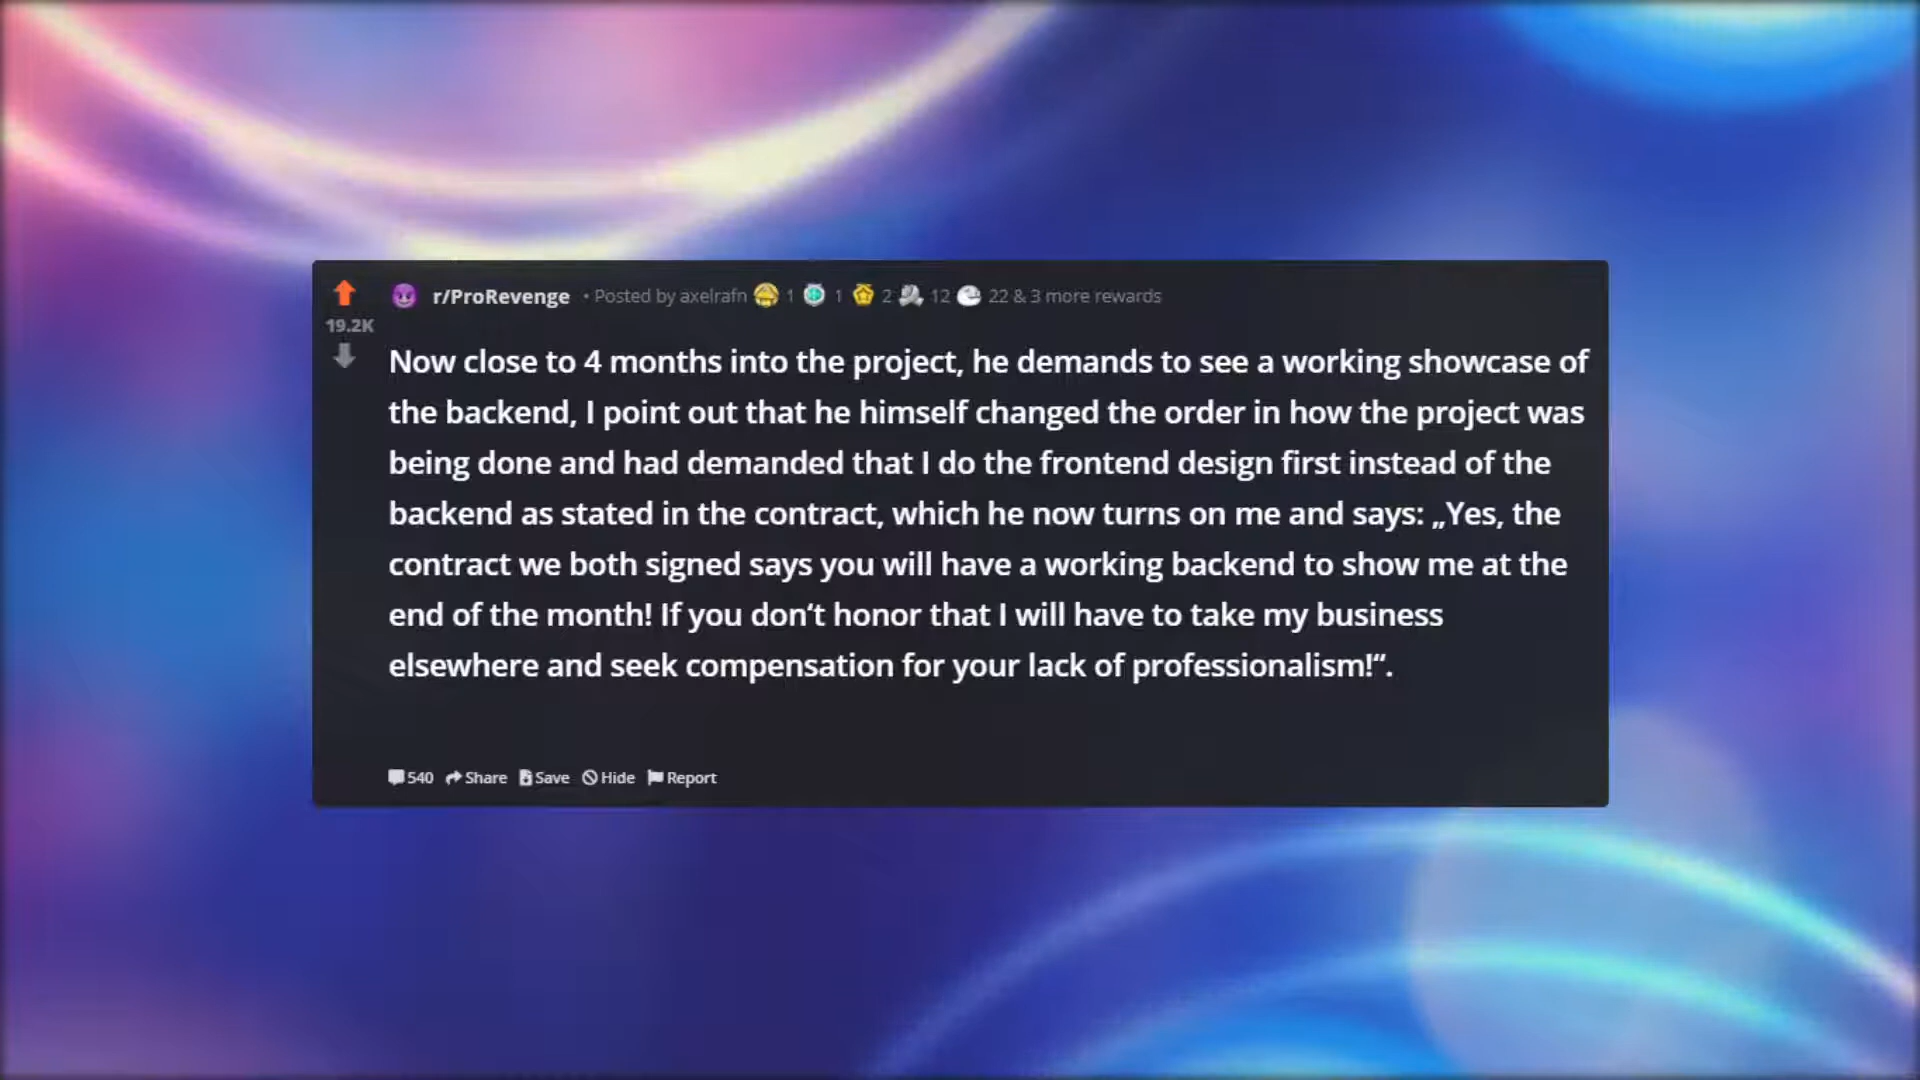 r/ProRevenge • Posted by axelrafn 1 1 2 12 22 & 3 more rewards
19.2K
Now close to 4 months into the project, he demands to see a working showcase of
the backend, I point out that he himself changed the order in how the project was
being done and had demanded that I do the frontend design first instead of the
backend as stated in the contract, which he now turns on me and says: „Yes, the
contract we both signed says you will have a working backend to show me at the
end of the month! If you don‘t honor that I will have to take my business
elsewhere and seek compensation for your lack of professionalism!“.
540 Share Save Hide Report